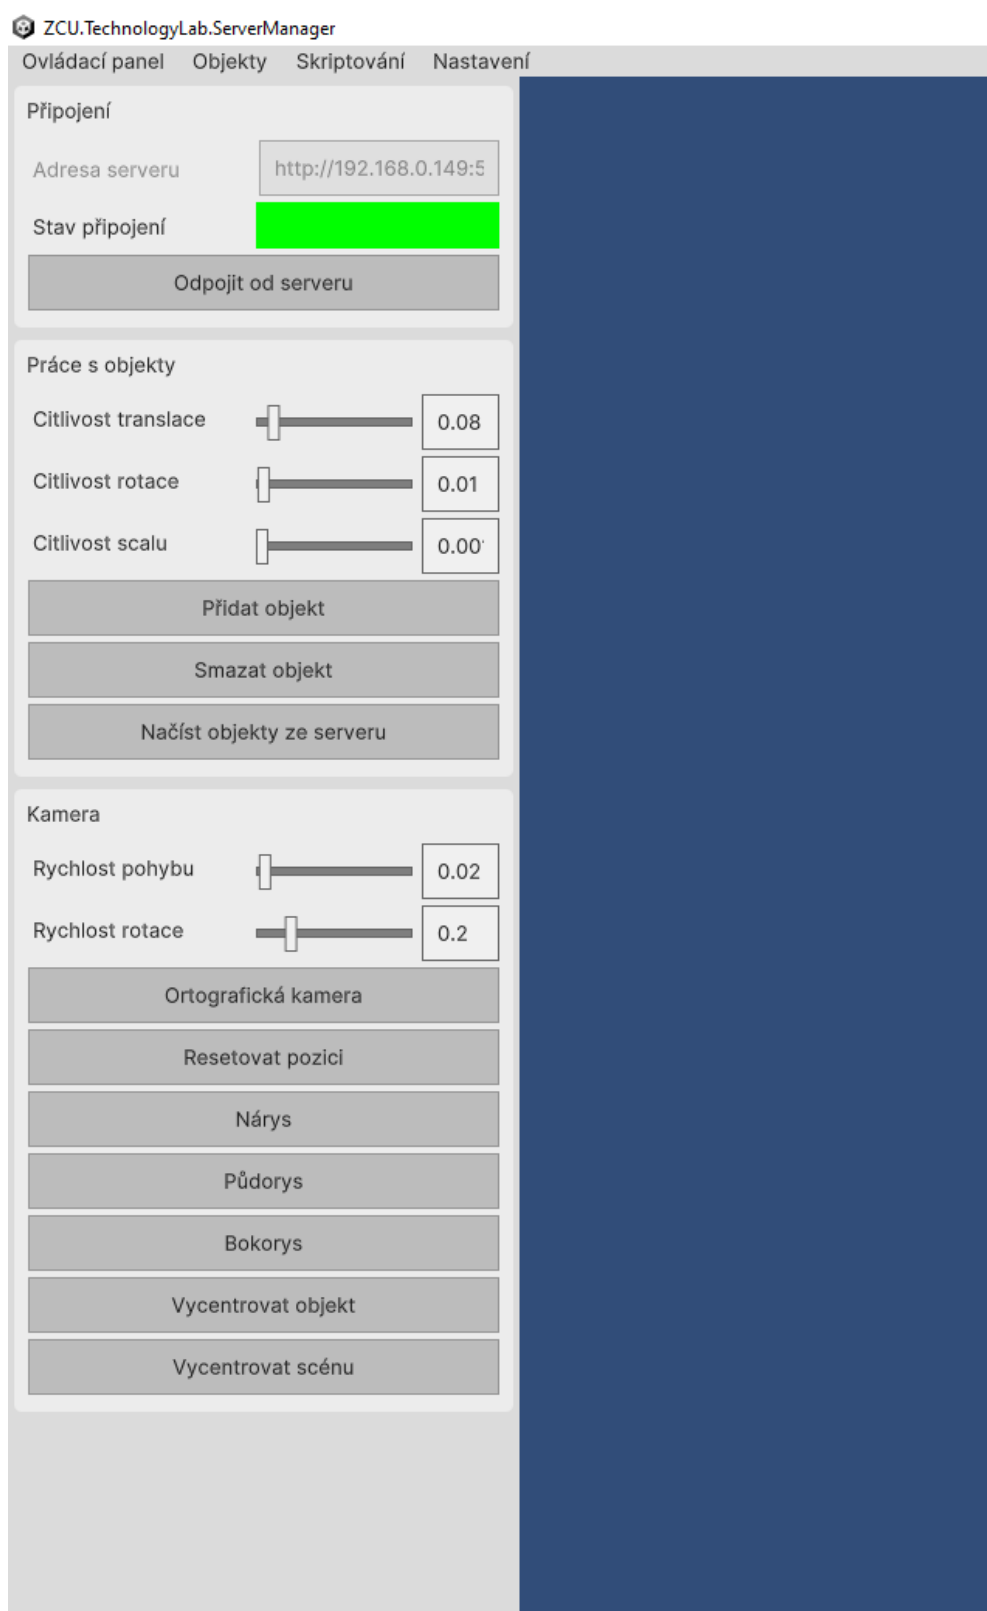 ZCU.TechnologyLab.ServerManager
Ovládací panel Objekty Skriptování Nastavení
Připojení
Adresa serveru http://192.168.0.149:5
Stav připojení
Odpojit od serveru
Práce s objekty
Citlivost translace 0.08
Citlivost rotace 0.01
Citlivost scalu 0.00
Přidat objekt
Smazat objekt
Načíst objekty ze serveru
Kamera
Rychlost pohybu 0.02
Rychlost rotace 0.2
Ortografická kamera
Resetovat pozici
Nárys
Půdorys
Bokorys
Vycentrovat objekt
Vycentrovat scénu